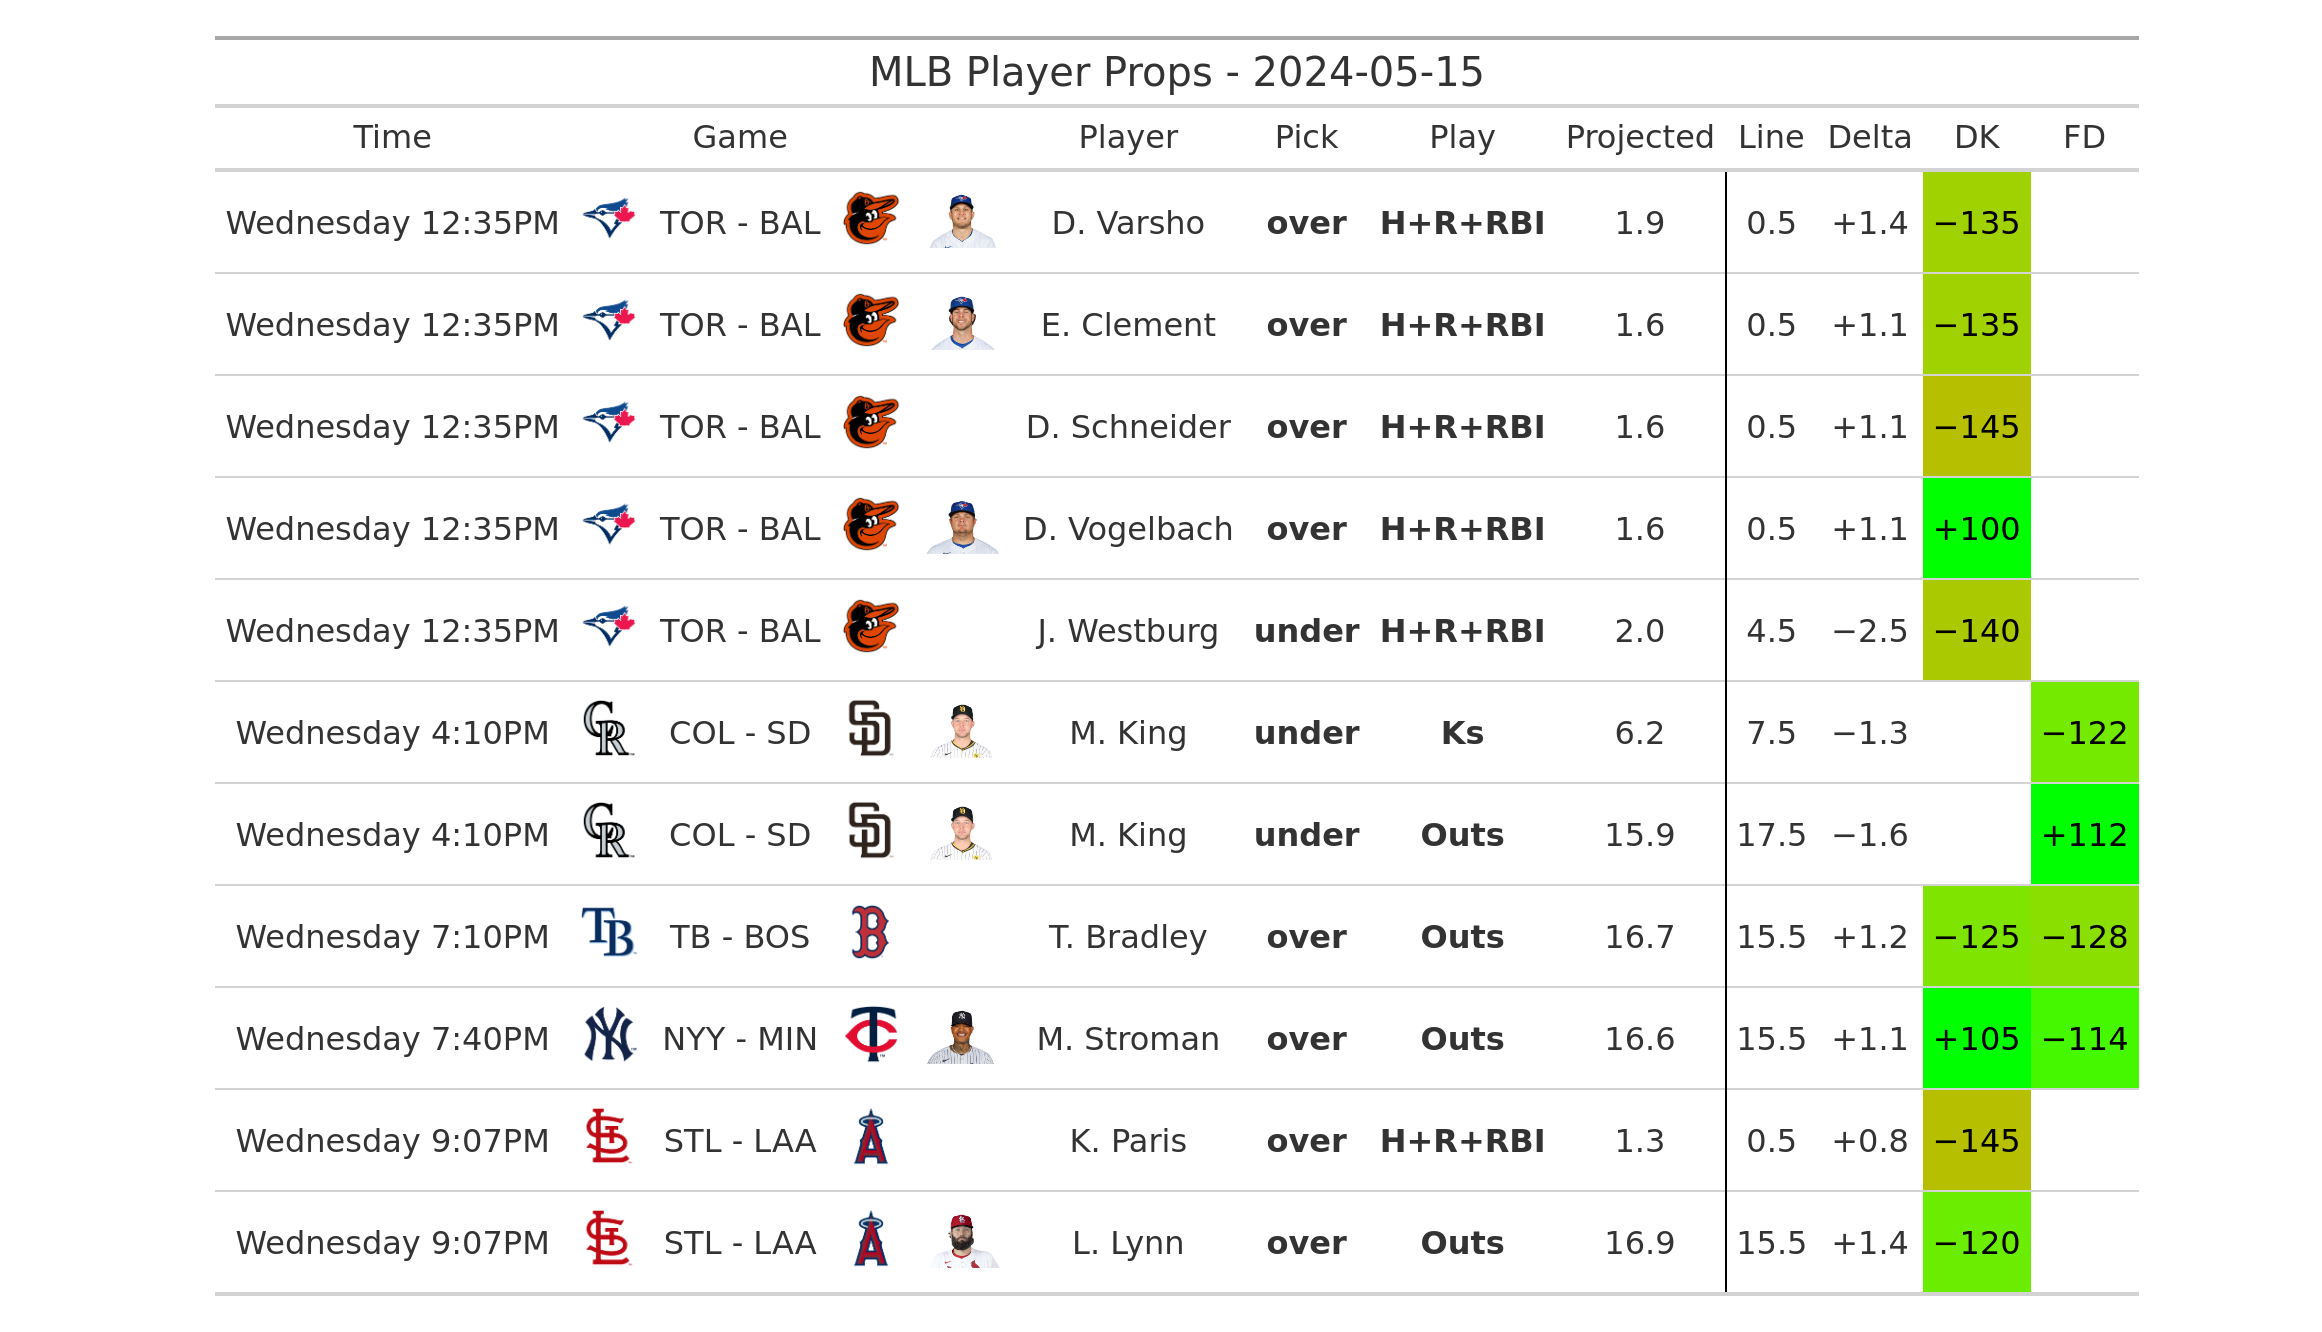 MLB Player Props - 2024-05-15
Time Game Player Pick Play Projected Line Delta DK FD
Wednesday 12:35PM TOR - BAL D. Varsho over H+R+RBI 1.9 0.5 +1.4 −135
Wednesday 12:35PM TOR - BAL E. Clement over H+R+RBI 1.6 0.5 +1.1 −135
Wednesday 12:35PM TOR - BAL D. Schneider over H+R+RBI 1.6 0.5 +1.1 −145
Wednesday 12:35PM TOR - BAL D. Vogelbach over H+R+RBI 1.6 0.5 +1.1 +100
Wednesday 12:35PM TOR - BAL J. Westburg under H+R+RBI 2.0 4.5 −2.5 −140
Wednesday 4:10PM COL - SD M. King under Ks 6.2 7.5 −1.3 −122
Wednesday 4:10PM COL - SD M. King under Outs 15.9 17.5 −1.6 +112
Wednesday 7:10PM TB - BOS T. Bradley over Outs 16.7 15.5 +1.2 −125 −128
Wednesday 7:40PM NYY - MIN M. Stroman over Outs 16.6 15.5 +1.1 +105 −114
Wednesday 9:07PM STL - LAA K. Paris over H+R+RBI 1.3 0.5 +0.8 −145
Wednesday 9:07PM STL - LAA L. Lynn over Outs 16.9 15.5 +1.4 −120